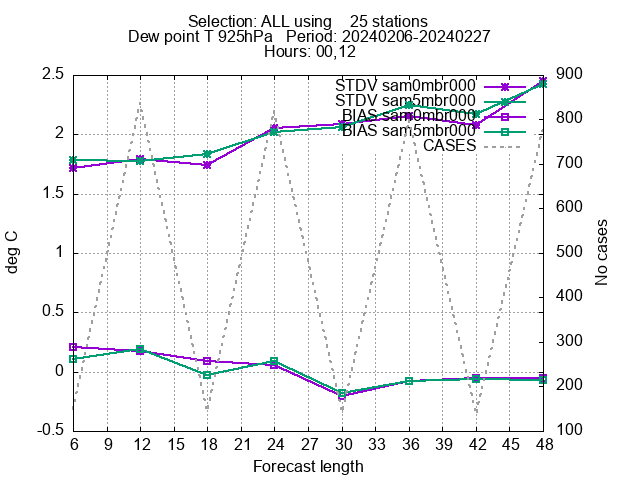 Selection: ALL using 25 stations
Dew point T 925hPa Period: 20240206-20240227
Hours: 00,12
STDV sam0mbr000
STDV sam5mbr000
BIAS sam0mbr000
BIAS sam5mbr000
CASES
deg C
2.5
2
1.5
1
0.5
0
-0.5
No cases
900
800
700
600
500
400
300
200
100
6 9 12 15 18 21 24 27 30 33 36 39 42 45 48
Forecast length